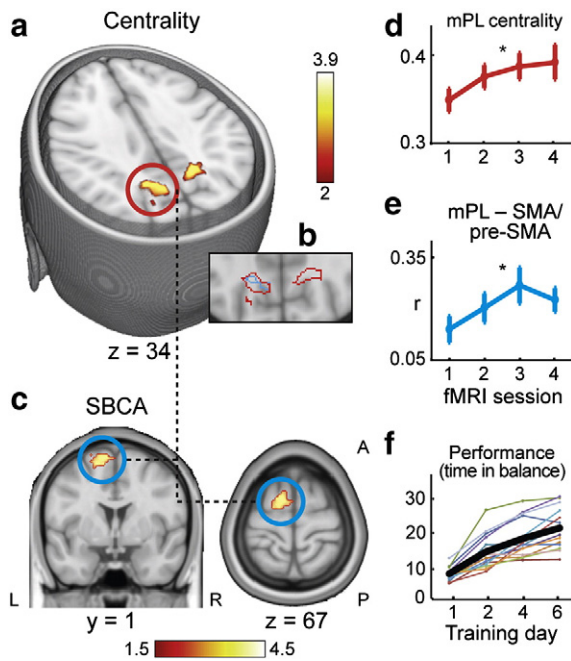 a
Centrality
3.9
2
b
z = 34
c
SBCA
A
L
R
P
y = 1
z = 67
1.5
4.5
d
mPL centrality
0.4
*
0.3
1 2 3 4
e
mPL – SMA/
pre-SMA
0.35
*
r
0.05
1 2 3 4
fMRI session
f
Performance
(time in balance)
30
20
10
0
1 2 4 6
Training day